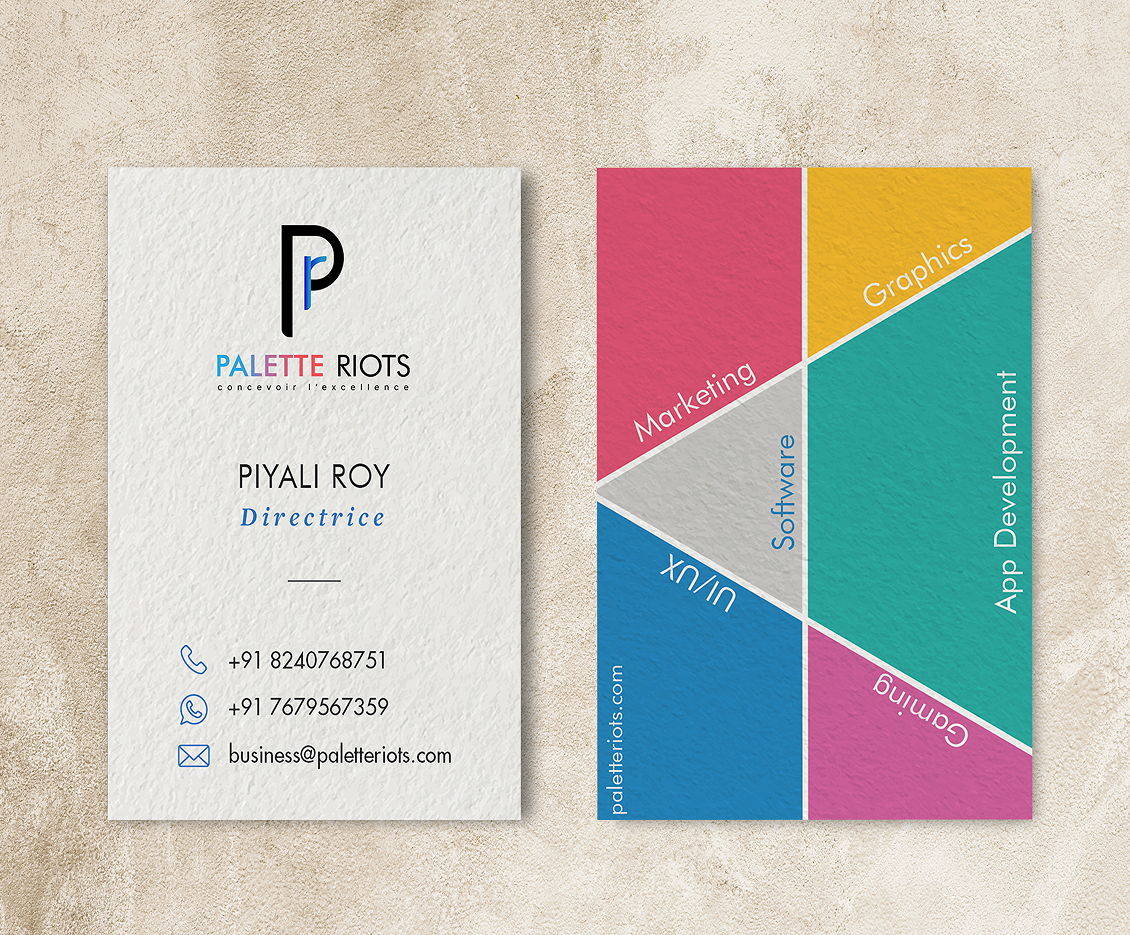 Pr
PALETTE RIOTS
concevoir l'excellence
PIYALI ROY
Directrice
+91 8240768751
+91 7679567359
business@paletteriots.com
Graphics
Marketing
Software
App Development
UI/UX
Gaming
paletteriots.com